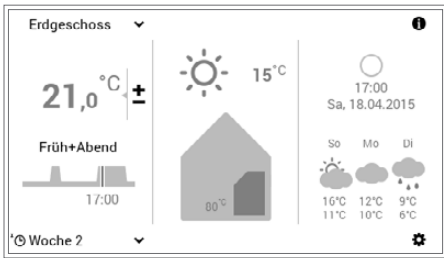 Erdgeschoss
21,0 °C ±
Früh+Abend
17:00
Woche 2
15°C
80°C
17:00
Sa, 18.04.2015
So Mo Di
16°C 12°C 9°C
11°C 10°C 6°C